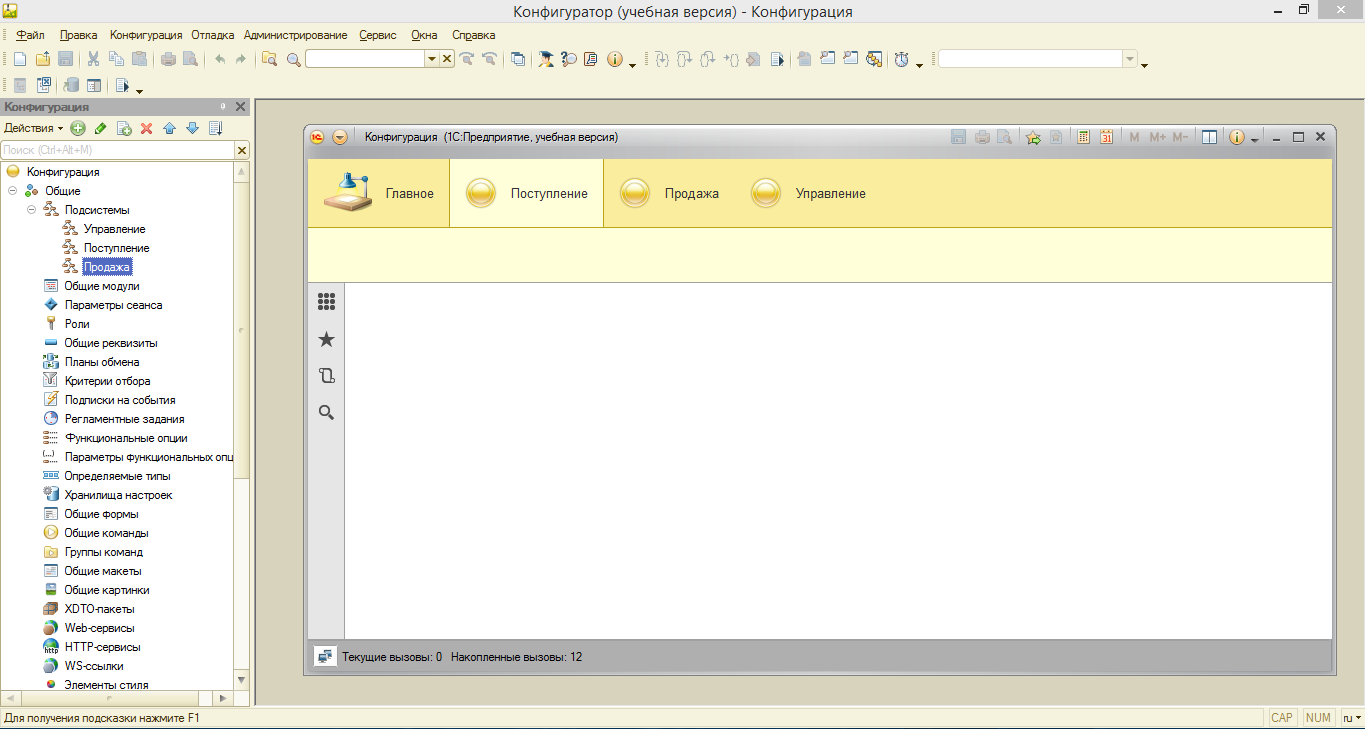 Конфигуратор (учебная версия) - Конфигурация
Файл Правка Конфигурация Отладка Администрирование Сервис Окна Справка
Конфигурация
Действия
Поиск (Ctrl+Alt+M)
Конфигурация
Общие
Подсистемы
Управление
Поступление
Продажа
Общие модули
Параметры сеанса
Роли
Общие реквизиты
Планы обмена
Критерии отбора
Подписки на события
Регламентные задания
Функциональные опции
Параметры функциональных опц
Определяемые типы
Хранилища настроек
Общие формы
Общие команды
Группы команд
Общие макеты
Общие картинки
XDTO-пакеты
Web-сервисы
HTTP-сервисы
WS-ссылки
Элементы стиля
Конфигурация (1С:Предприятие, учебная версия)
31 M M+ M-
Главное Поступление Продажа Управление
Текущие вызовы: 0 Накопленные вызовы: 12
Для получения подсказки нажмите F1
CAP NUM ru